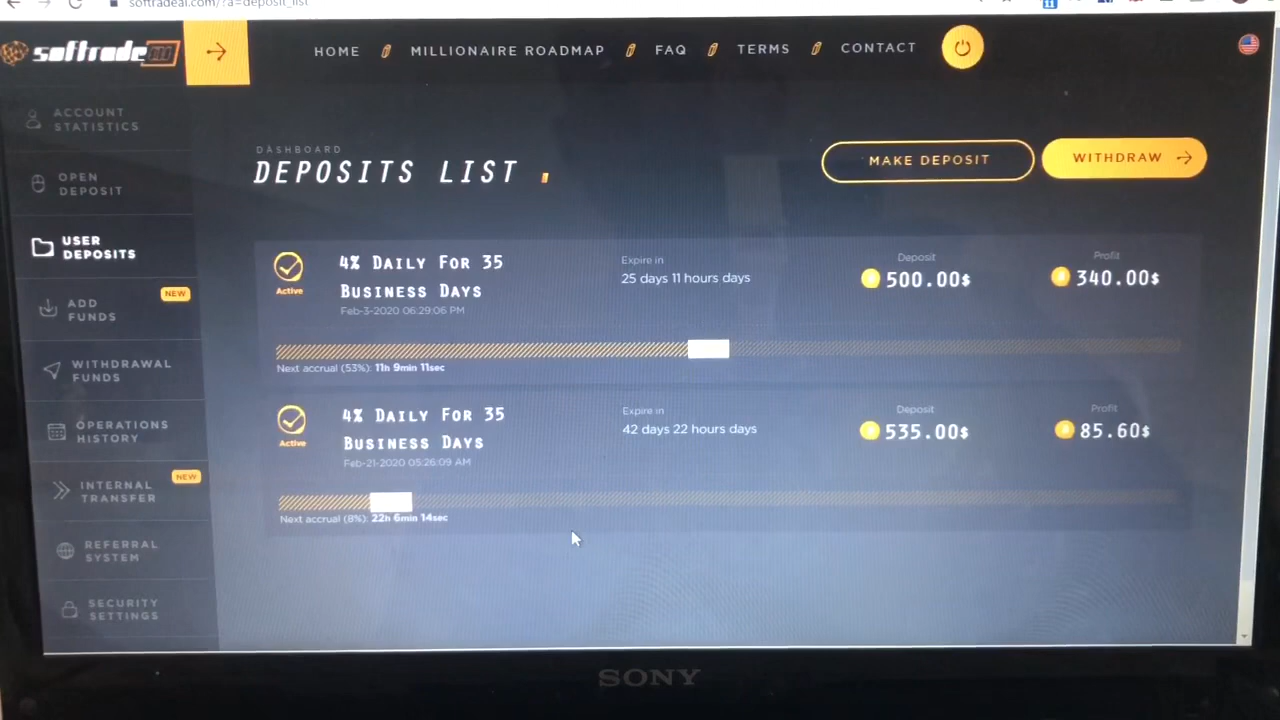 softradeai.com/?a=deposit_list
softrade
HOME MILLIONAIRE ROADMAP FAQ TERMS CONTACT
ACCOUNT
STATISTICS
OPEN
DEPOSIT
USER
DEPOSITS
ADD
FUNDS
NEW
WITHDRAWAL
FUNDS
OPERATIONS
HISTORY
INTERNAL
TRANSFER
NEW
REFERRAL
SYSTEM
SECURITY
SETTINGS
DASHBOARD
DEPOSITS LIST
MAKE DEPOSIT
WITHDRAW
Active
4% Daily For 35
Business Days
Feb-3-2020 06:29:06 PM
Expire in
25 days 11 hours days
Deposit
500.00$
Profit
340.00$
Next accrual (53%): 11h 9min 11sec
Active
4% Daily For 35
Business Days
Feb-21-2020 05:26:09 AM
Expire in
42 days 22 hours days
Deposit
535.00$
Profit
85.60$
Next accrual (8%): 22h 6min 14sec
SONY